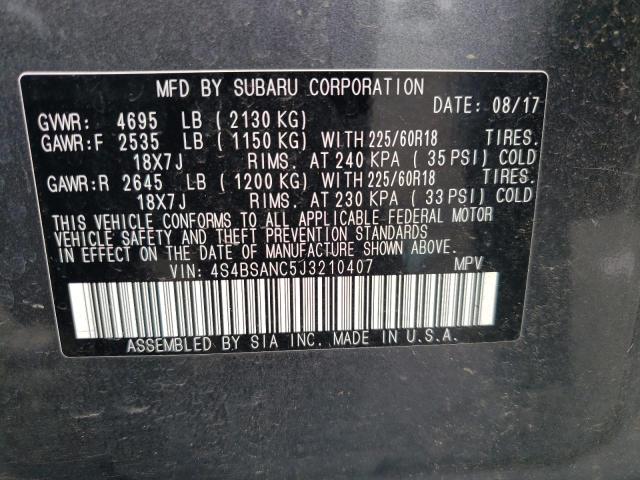 MFD BY SUBARU CORPORATION
DATE: 08/17
GVWR: 4695 LB ( 2130 KG)
GAWR:F 2535 LB ( 1150 KG) WITH 225/60R18 TIRES.
18X7J RIMS. AT 240 KPA ( 35 PSI) COLD
GAWR:R 2645 LB ( 1200 KG) WITH 225/60R18 TIRES.
18X7J RIMS. AT 230 KPA ( 33 PSI) COLD
THIS VEHICLE CONFORMS TO ALL APPLICABLE FEDERAL MOTOR
VEHICLE SAFETY AND THEFT PREVENTION STANDARDS
IN EFFECT ON THE DATE OF MANUFACTURE SHOWN ABOVE.
VIN: 4S4BSANC5J3210407 MPV
ASSEMBLED BY SIA INC. MADE IN U.S.A.